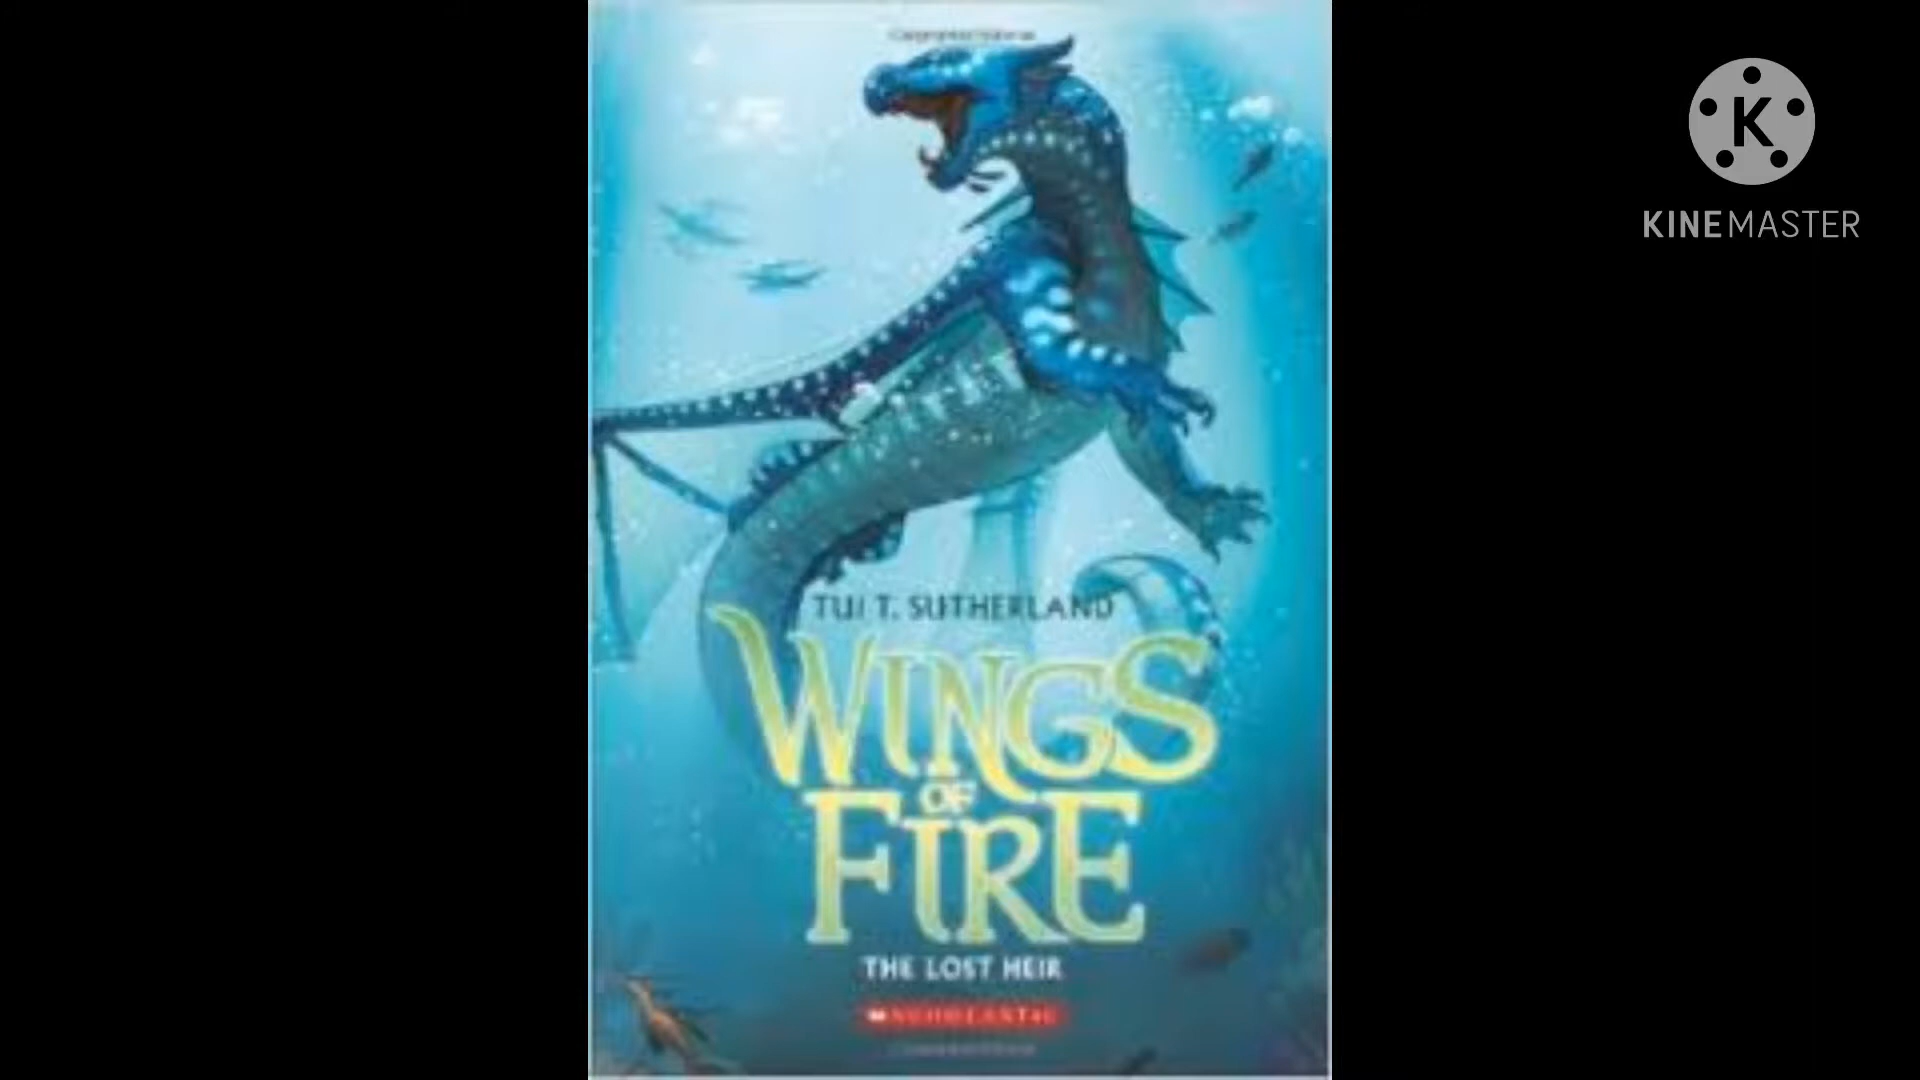 TUI T. SUTHERLAND
WINGS
OF
FIRE
THE LOST HEIR
SCHOLASTIC
K
KINEMASTER